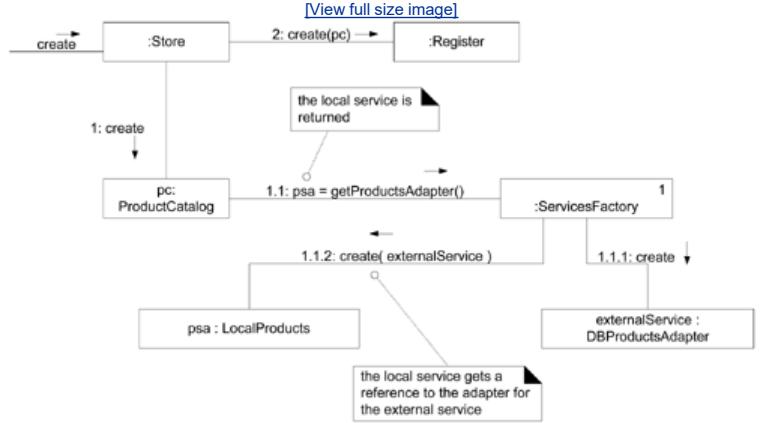 [View full size image]
create
:Store
2: create(pc)
:Register
the local service is
returned
1: create
pc:
ProductCatalog
1.1: psa = getProductsAdapter()
1
:ServicesFactory
1.1.2: create( externalService )
1.1.1: create
psa : LocalProducts
externalService :
DBProductsAdapter
the local service gets a
reference to the adapter for
the external service